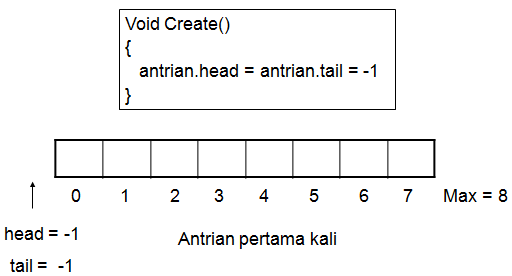 Void Create()
{
antrian.head = antrian.tail = -1
}
0 1 2 3 4 5 6 7 Max = 8
head = -1
Antrian pertama kali
tail = -1